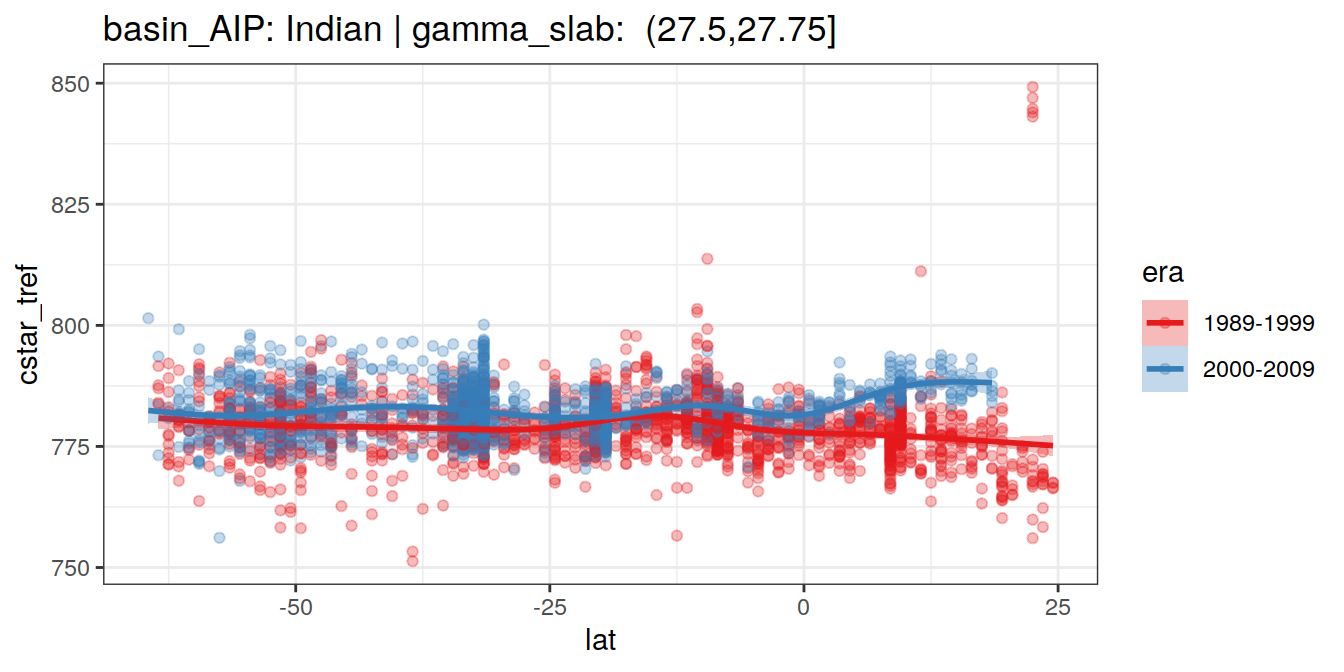 basin_AIP: Indian | gamma_slab:  (27.5,27.75]
850
825
800
775
750
cstar_tref
-50
-25
0
25
lat
era
1989-1999
2000-2009